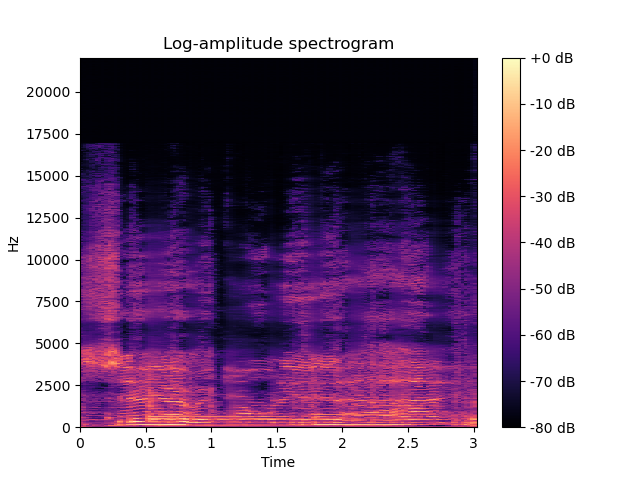 Log-amplitude spectrogram
Hz
20000
17500
15000
12500
10000
7500
5000
2500
0
0 0.5 1 1.5 2 2.5 3
Time
+0 dB
-10 dB
-20 dB
-30 dB
-40 dB
-50 dB
-60 dB
-70 dB
-80 dB